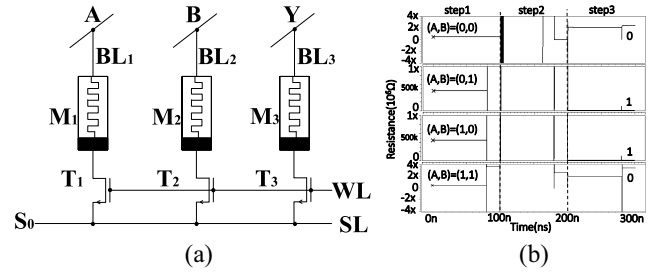 A B Y
BL1 BL2 BL3
M1 M2 M3
T1 T2 T3 WL
S0 SL
(a)
step1 step2 step3
Resistance(10⁶Ω)
4x
2x
0
-2x
-4x
(A,B)=(0,0)
0
1x
500k
0
(A,B)=(0,1)
1
1x
500k
0
(A,B)=(1,0)
1
4x
2x
0
-2x
-4x
(A,B)=(1,1)
0
0n 100n 200n 300n
Time(ns)
(b)